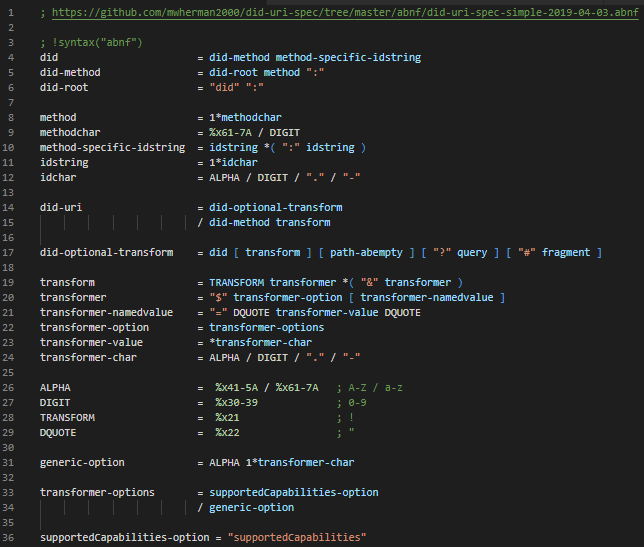 1 ; https://github.com/mwherman2000/did-uri-spec/tree/master/abnf/did-uri-spec-simple-2019-04-03.abnf
2
3 ; !syntax("abnf")
4 did = did-method method-specific-idstring
5 did-method = did-root method ":"
6 did-root = "did" ":"
7
8 method = 1*methodchar
9 methodchar = %x61-7A / DIGIT
10 method-specific-idstring = idstring *( ":" idstring )
11 idstring = 1*idchar
12 idchar = ALPHA / DIGIT / "." / "-"
13
14 did-uri = did-optional-transform
15 / did-method transform
16
17 did-optional-transform = did [ transform ] [ path-abempty ] [ "?" query ] [ "#" fragment ]
18
19 transform = TRANSFORM transformer *( "&" transformer )
20 transformer = "$" transformer-option [ transformer-namedvalue ]
21 transformer-namedvalue = "=" DQUOTE transformer-value DQUOTE
22 transformer-option = transformer-options
23 transformer-value = *transformer-char
24 transformer-char = ALPHA / DIGIT / "." / "-"
25
26 ALPHA = %x41-5A / %x61-7A ; A-Z / a-z
27 DIGIT = %x30-39 ; 0-9
28 TRANSFORM = %x21 ; !
29 DQUOTE = %x22 ; "
30
31 generic-option = ALPHA 1*transformer-char
32
33 transformer-options = supportedCapabilities-option
34 / generic-option
35
36 supportedCapabilities-option = "supportedCapabilities"